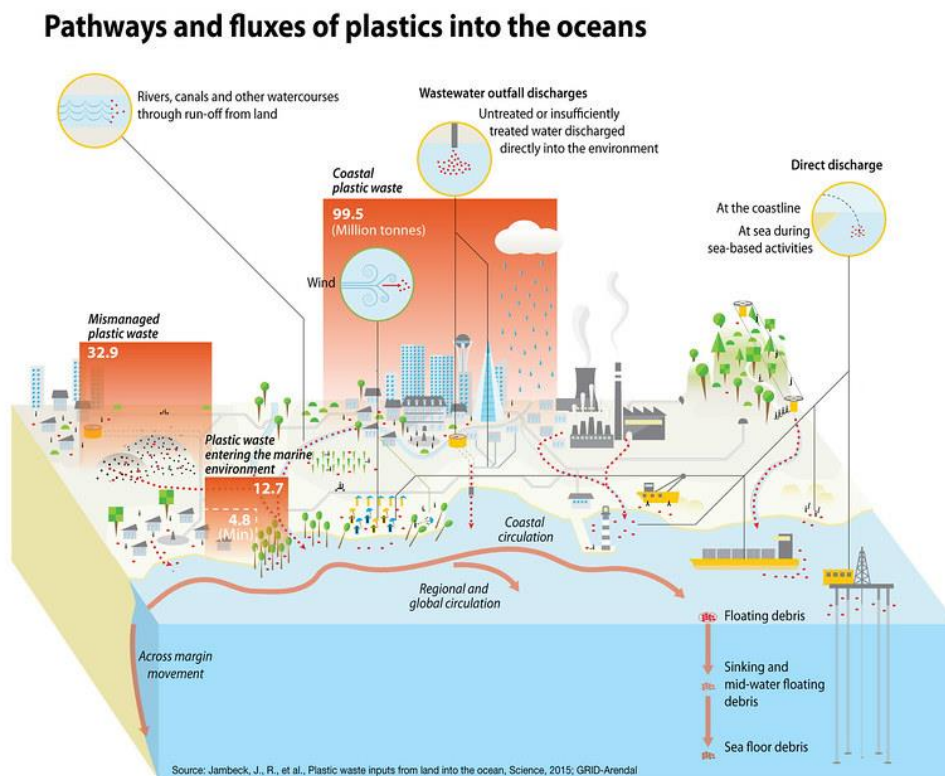 Pathways and fluxes of plastics into the oceans
Rivers, canals and other watercourses
through run-off from land
Wastewater outfall discharges
Untreated or insufficiently
treated water discharged
directly into the environment
Direct discharge
At the coastline
At sea during
sea-based activities
Coastal
plastic waste
99.5
(Million tonnes)
Wind
Mismanaged
plastic waste
32.9
Plastic waste
entering the marine
environment
12.7
4.8
(Min)
Coastal
circulation
Regional and
global circulation
Across margin
movement
Floating debris
Sinking and
mid-water floating
debris
Sea floor debris
Source: Jambeck, J., R., et al., Plastic waste inputs from land into the ocean, Science, 2015; GRID-Arendal